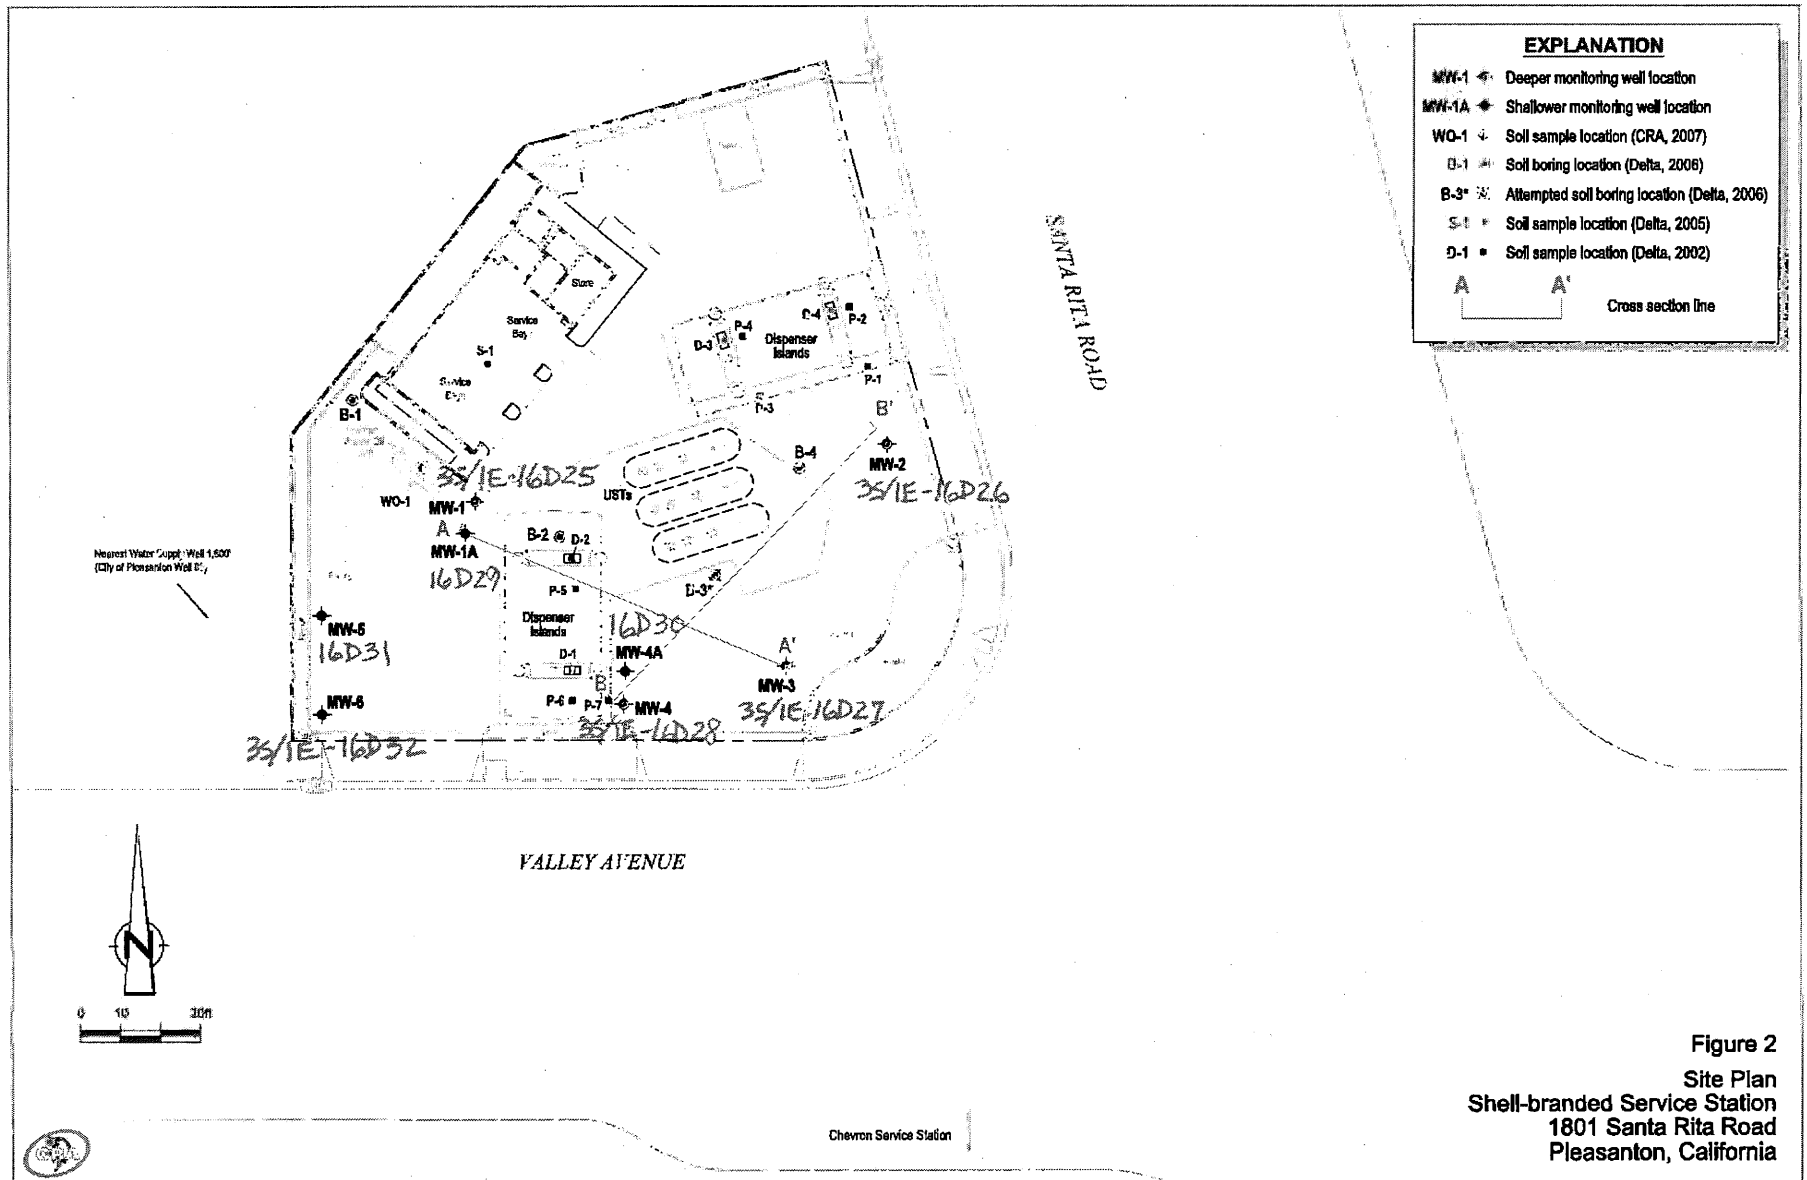 EXPLANATION
MW-1 Deeper monitoring well location
MW-1A Shallower monitoring well location
WO-1 Soil sample location (CRA, 2007)
B-1 Soil boring location (Delta, 2006)
B-3* Attempted soil boring location (Delta, 2006)
S-1 Soil sample location (Delta, 2005)
D-1 Soil sample location (Delta, 2002)
A A'
Cross section line
SANTA RITA ROAD
Store
Service
Bay
S-1
Service
Bays
B-1
D-4
P-2
P-4
D-3
Dispenser
Islands
P-1
P-3
B'
B-4
MW-2
3S/1E-16D26
3S/1E-16D25
USTs
WO-1
MW-1
A
MW-1A
16D29
B-2
D-2
Nearest Water Supply Well 1,600'
(City of Pleasanton Well 
P-5
B-3*
Dispenser
Islands
16D30
MW-5
16D31
D-1
MW-4A
A'
MW-3
3S/1E-16D27
B
P-6
P-7
MW-4
3S/1E-16D28
MW-6
3S/1E-16D32
VALLEY AVENUE
N
0 10 20ft
Figure 2
Site Plan
Shell-branded Service Station
1801 Santa Rita Road
Pleasanton, California
Chevron Service Station